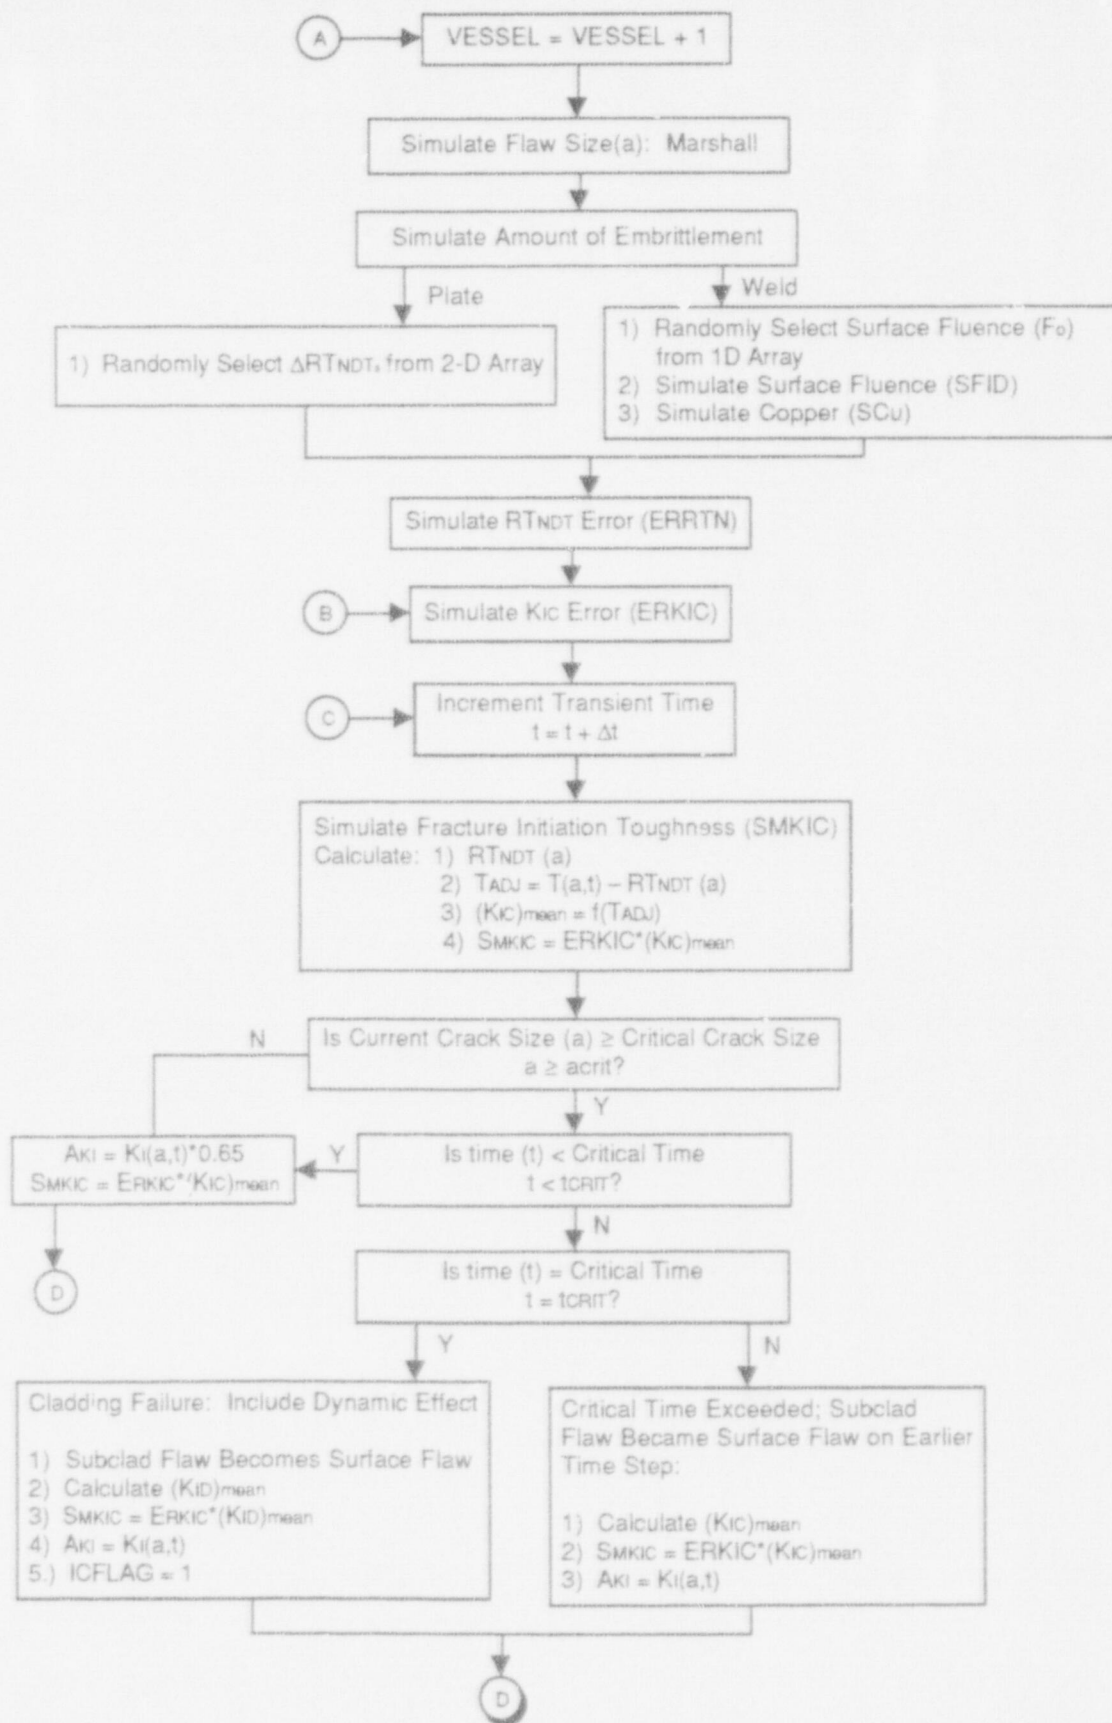 A
VESSEL = VESSEL + 1
Simulate Flaw Size(a): Marshall
Simulate Amount of Embrittlement
Plate
Weld
1) Randomly Select ΔRTNDTs from 2-D Array
1) Randomly Select Surface Fluence (Fo)
from 1D Array
2) Simulate Surface Fluence (SFID)
3) Simulate Copper (SCu)
Simulate RTNDT Error (ERRTN)
B
Simulate KIC Error (ERKIC)
C
Increment Transient Time
t = t + Δt
Simulate Fracture Initiation Toughness (SMKIC)
Calculate: 1) RTNDT (a)
2) TADJ = T(a,t) – RTNDT (a)
3) (KIC)mean = f(TADJ)
4) SMKIC = ERKIC*(KIC)mean
Is Current Crack Size (a) ≥ Critical Crack Size
a ≥ acrit?
N
Y
AKI = KI(a,t)*0.65
SMKIC = ERKIC*(KIC)mean
Y
Is time (t) < Critical Time
t < tCRIT?
N
D
Is time (t) = Critical Time
t = tCRIT?
Y
N
Cladding Failure: Include Dynamic Effect
1) Subclad Flaw Becomes Surface Flaw
2) Calculate (KID)mean
3) SMKIC = ERKIC*(KID)mean
4) AKI = KI(a,t)
5.) ICFLAG = 1
Critical Time Exceeded; Subclad
Flaw Became Surface Flaw on Earlier
Time Step:
1) Calculate (KIC)mean
2) SMKIC = ERKIC*(KIC)mean
3) AKI = KI(a,t)
D